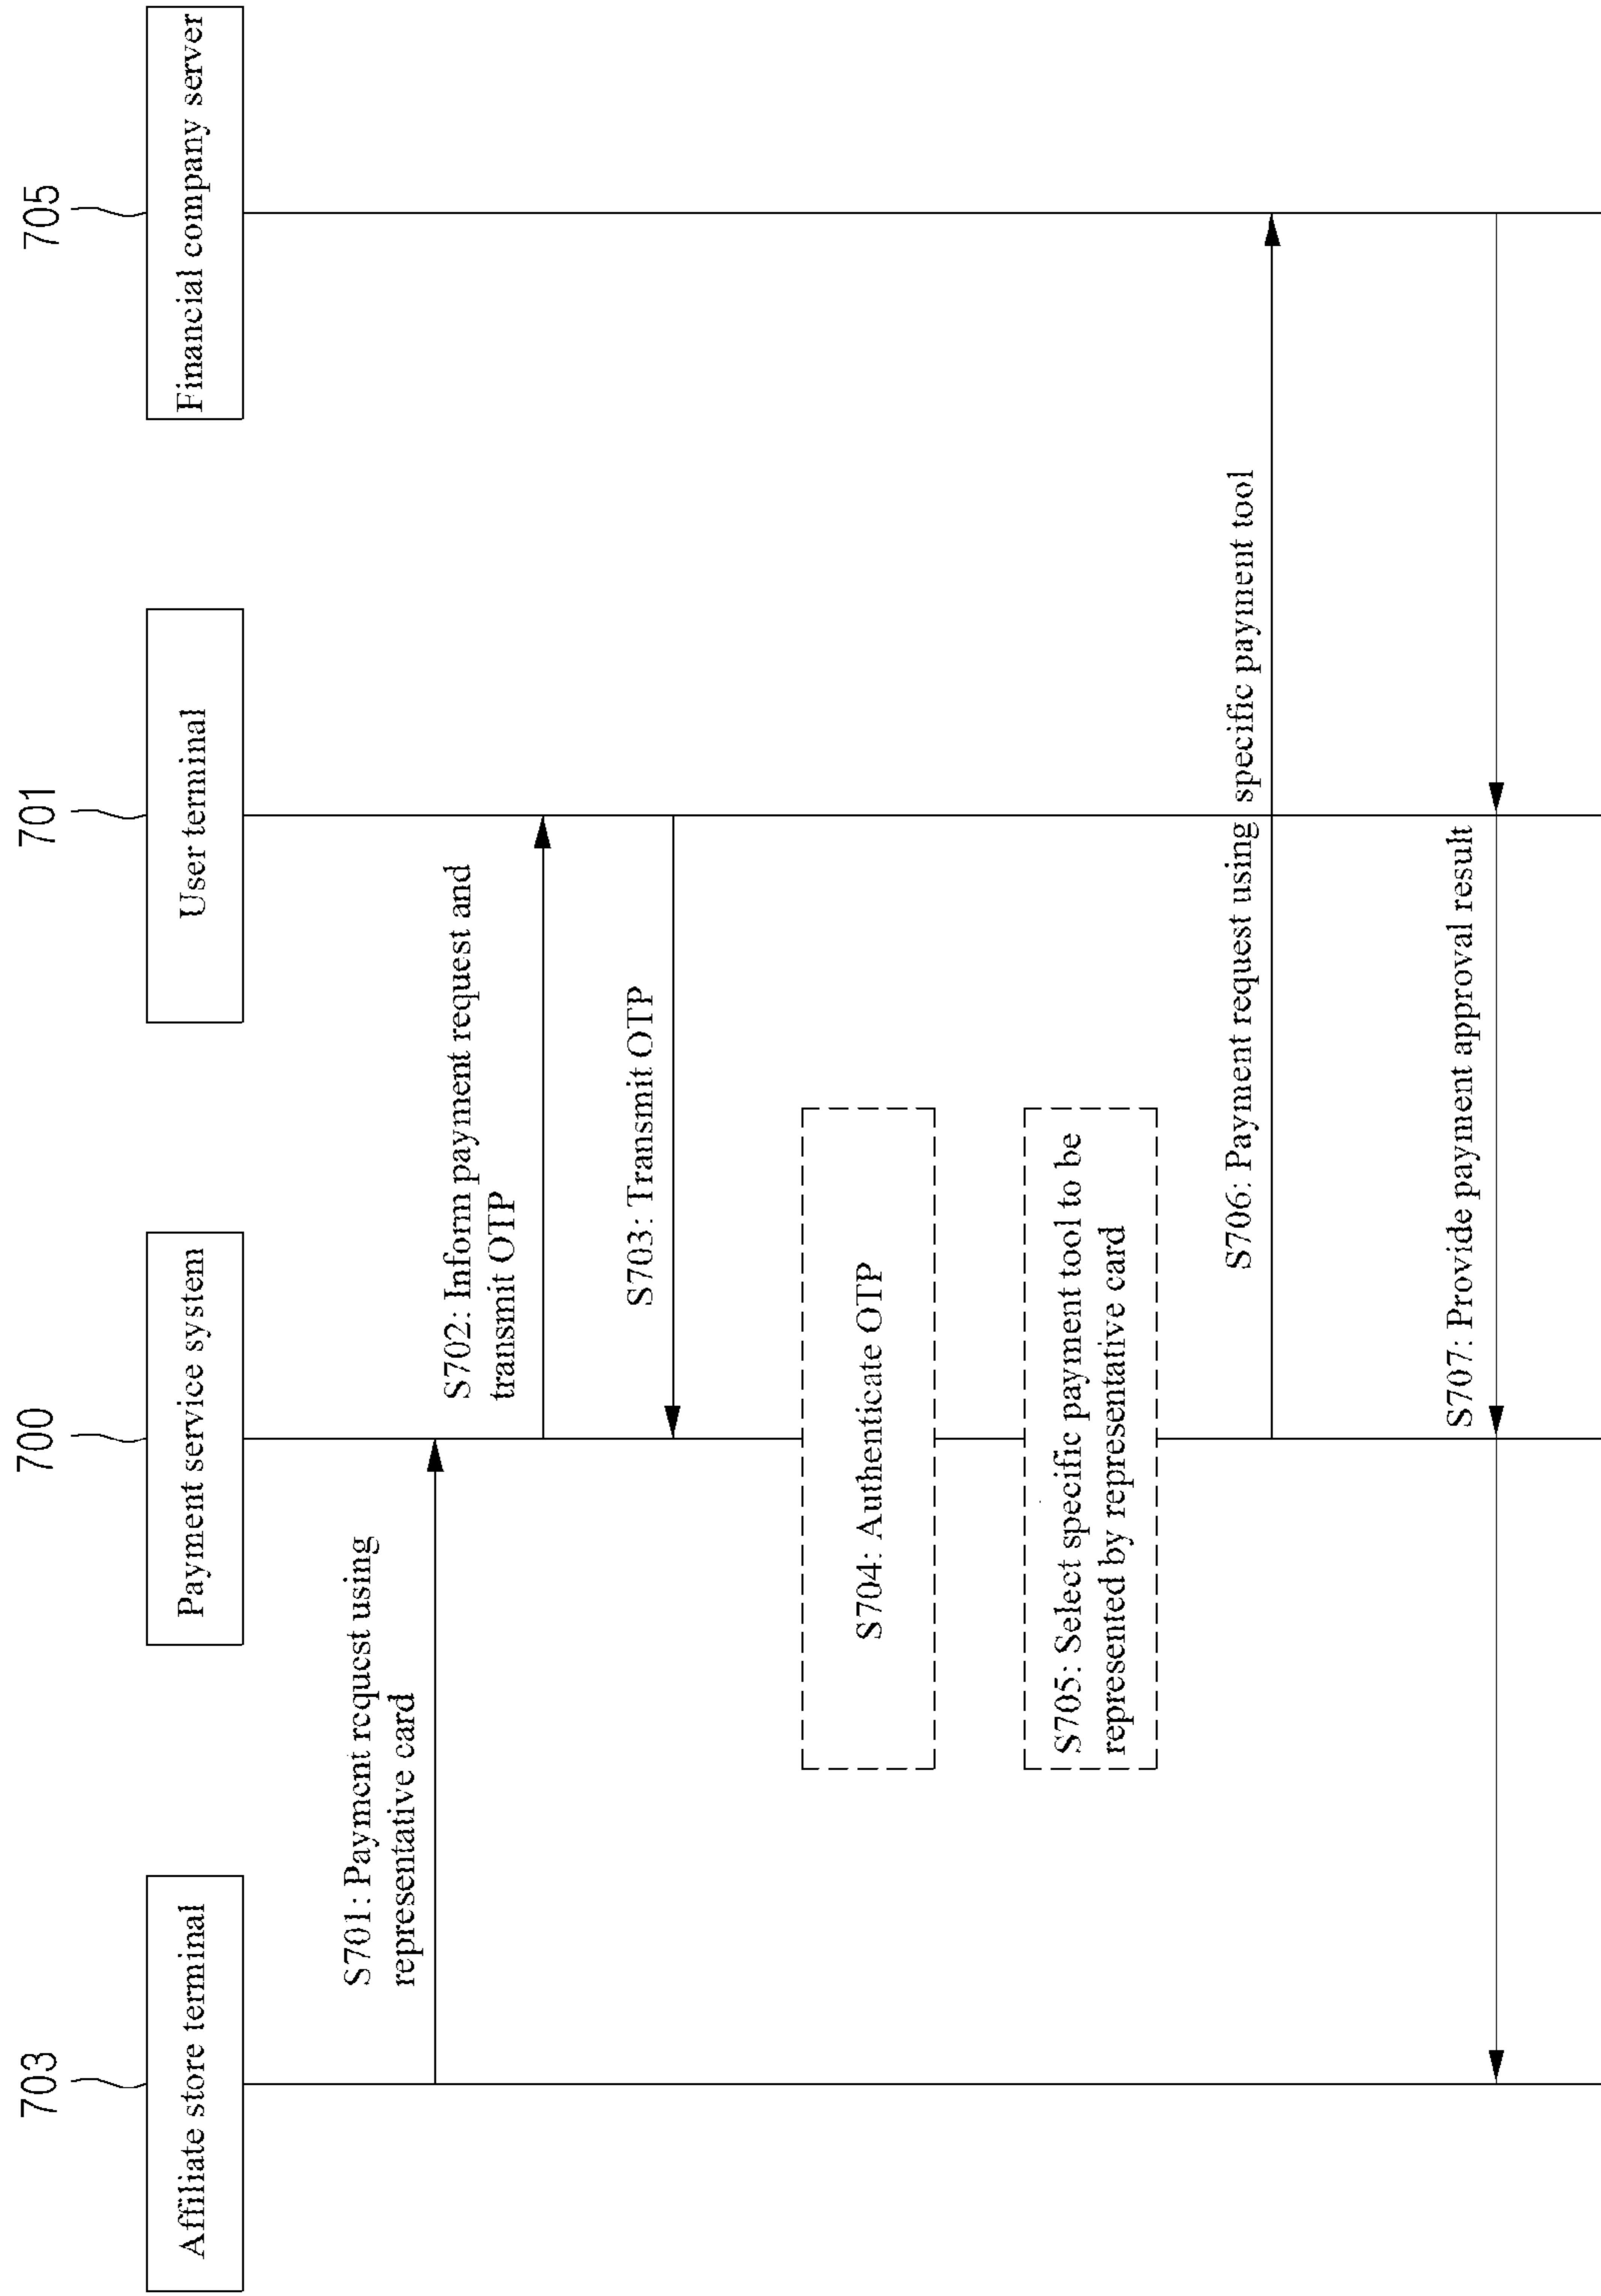 703
700
701
705
Affiliate store terminal
Payment service system
User terminal
Financial company server
S701: Payment request using
representative card
S702: Inform payment request and
transmit OTP
S703: Transmit OTP
S704: Authenticate OTP
S705: Select specific payment tool to be
represented by representative card
S706: Payment request using specific payment tool
S707: Provide payment approval result